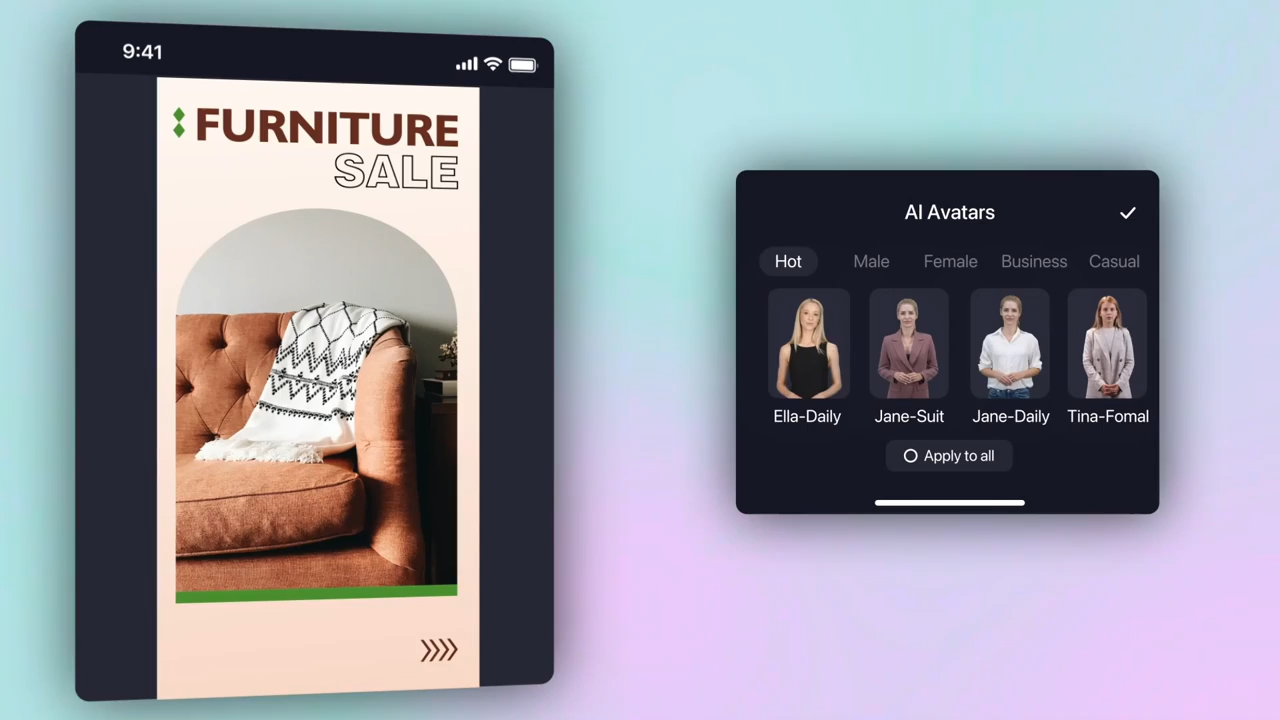 9:41
FURNITURE
SALE
AI Avatars
Hot Male Female Business Casual
Ella-Daily Jane-Suit Jane-Daily Tina-Fomal
Apply to all